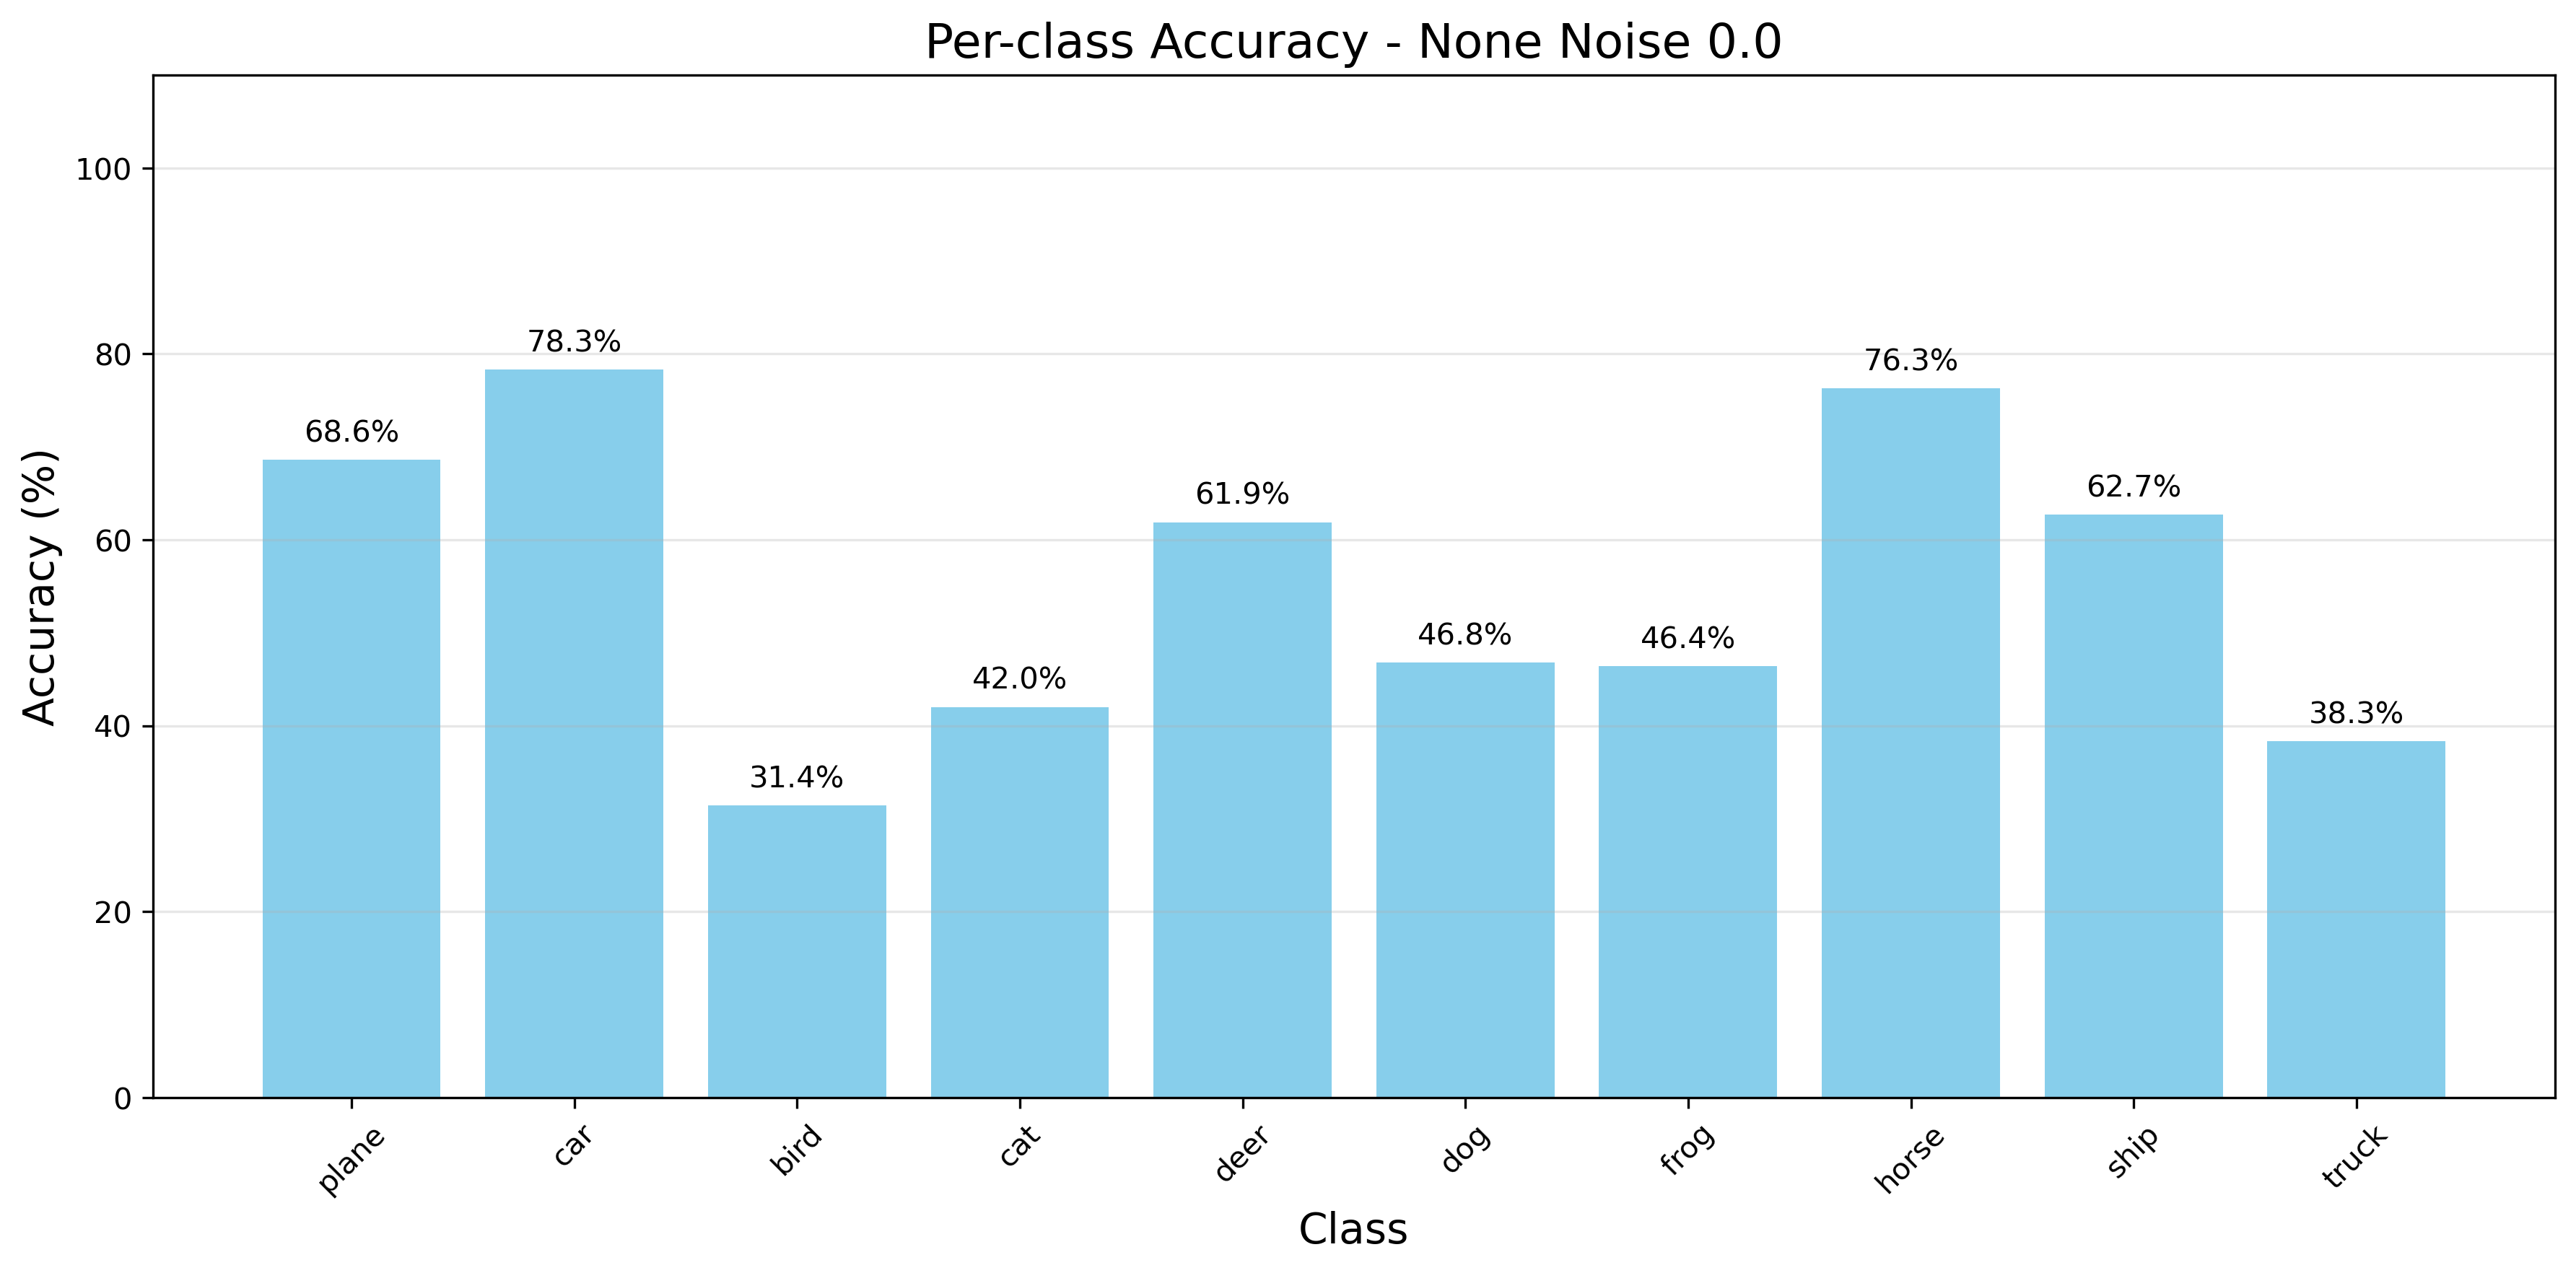 Per-class Accuracy - None Noise 0.0
Accuracy (%)
100
80
60
40
20
0
68.6%
78.3%
31.4%
42.0%
61.9%
46.8%
46.4%
76.3%
62.7%
38.3%
plane
car
bird
cat
deer
dog
frog
horse
ship
truck
Class